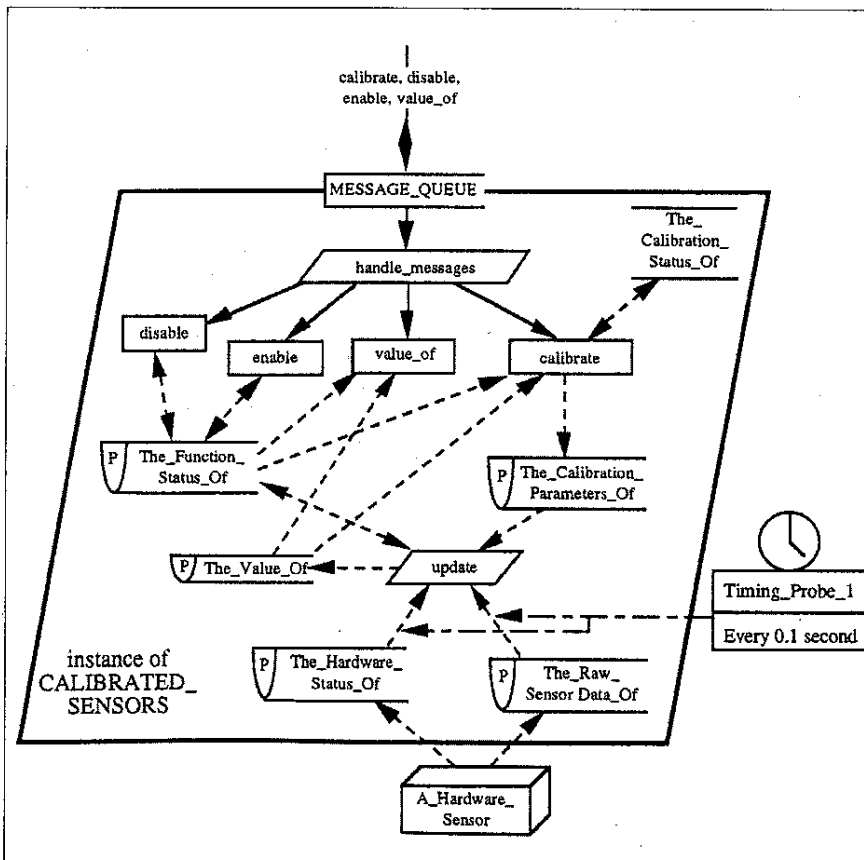 calibrate, disable,
enable, value_of
MESSAGE_QUEUE
The_
Calibration_
Status_Of
handle_messages
disable
enable
value_of
calibrate
P
The_Function_
Status_Of
P
The_Calibration_
Parameters_Of
P
The_Value_Of
update
Timing_Probe_1
Every 0.1 second
instance of
CALIBRATED_
SENSORS
P
The_Hardware_
Status_Of
P
The_Raw_
Sensor Data_Of
A_Hardware_
Sensor